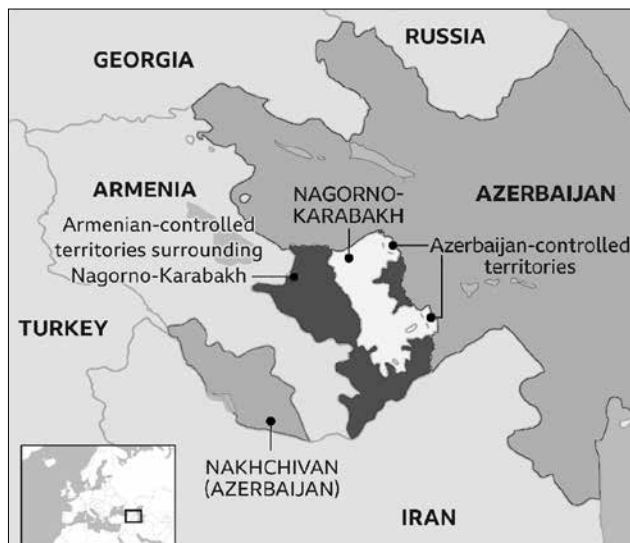 RUSSIA
GEORGIA
ARMENIA
NAGORNO-
KARABAKH
AZERBAIJAN
Armenian-controlled
territories surrounding
Nagorno-Karabakh
Azerbaijan-controlled
territories
TURKEY
NAKHCHIVAN
(AZERBAIJAN)
IRAN